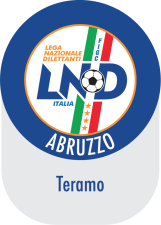 LEGA
NAZIONALE
DILETTANTI
FIGC
LND
ITALIA
ABRUZZO
Teramo